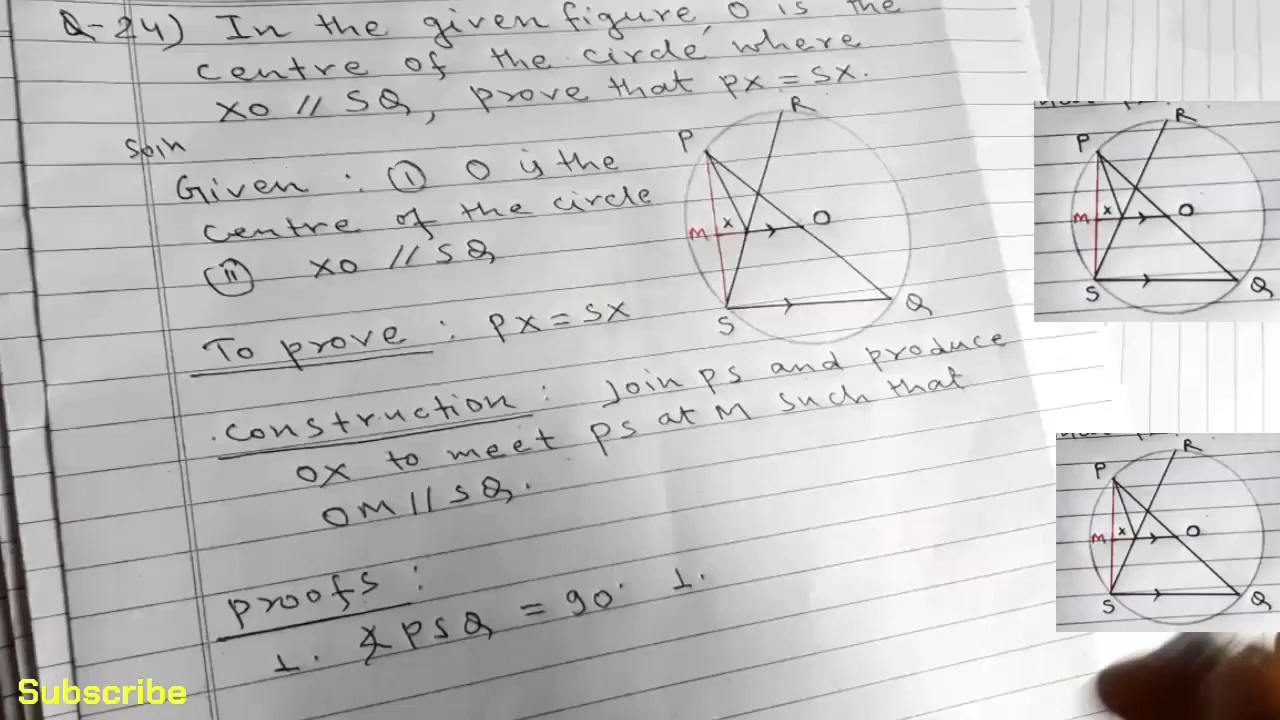 Q-24) In the given figure, O is the
centre of the circle where
XO // SQ, prove that PX = SX.
Soln
Given : (i) O is the
centre of the circle
(ii) XO // SQ
To prove : PX = SX
Construction : Join PS and produce
OX to meet PS at M such that
OM // SQ.
Proofs :
1. ∡PSQ = 90° 1.
P
R
M
X
O
S
Q
P
R
M
X
O
S
Q
P
R
M
X
O
S
Q
Subscribe